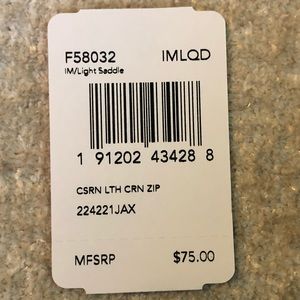 F58032 IMLQD
IM/Light Saddle
1 91202 43428 8
CSRN LTH CRN ZIP
224221JAX
MFSRP $75.00